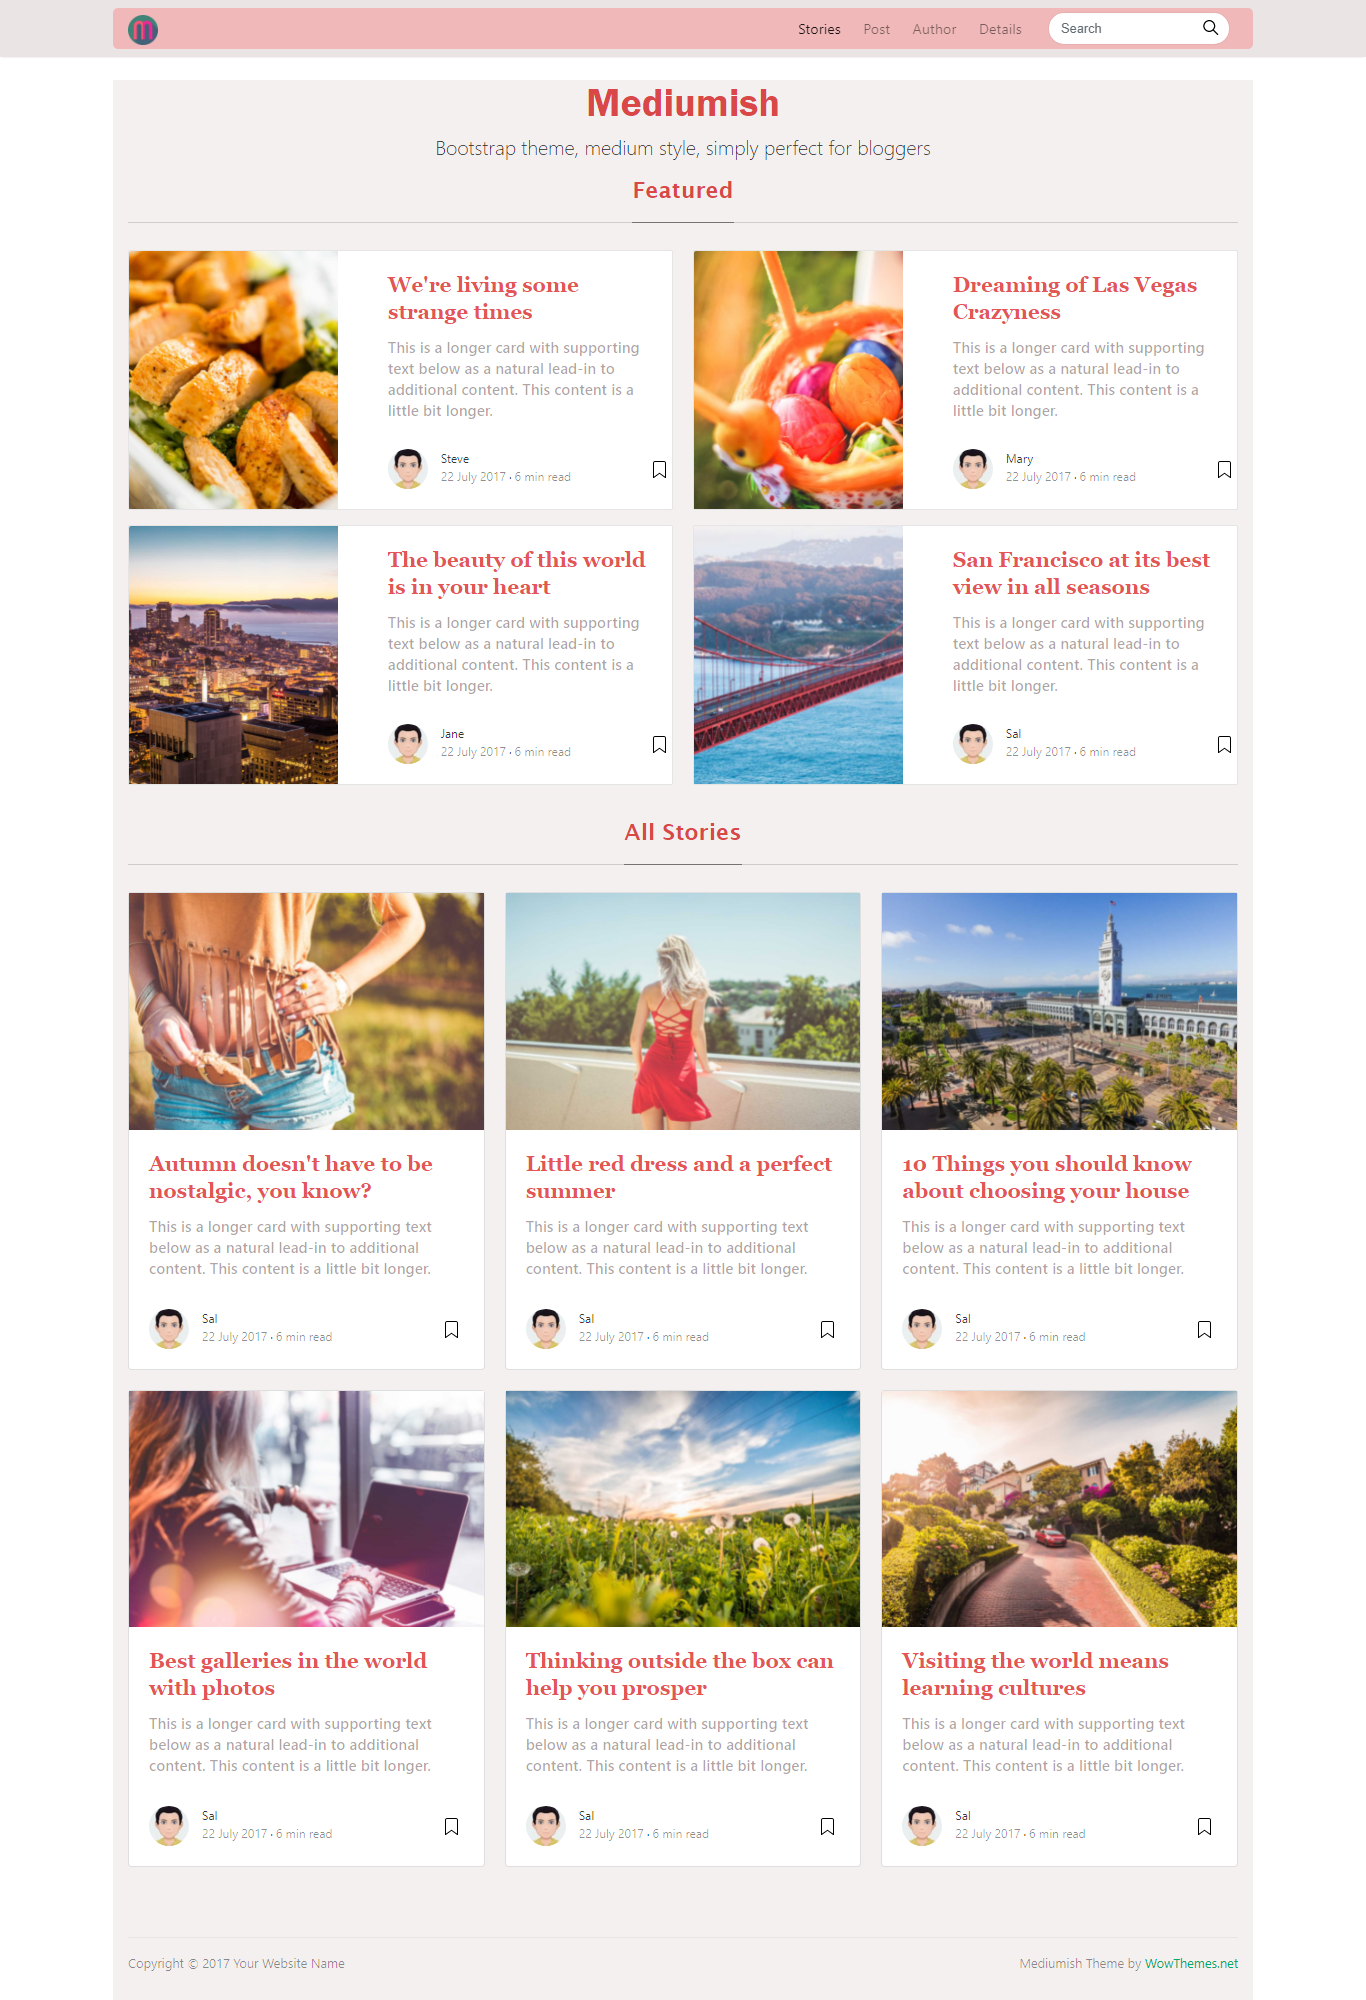 m
Stories
Post
Author
Details
Search
Mediumish
Bootstrap theme, medium style, simply perfect for bloggers
Featured
We're living some
strange times
This is a longer card with supporting
text below as a natural lead-in to
additional content. This content is a
little bit longer.
Steve
22 July 2017 · 6 min read
Dreaming of Las Vegas
Crazyness
This is a longer card with supporting
text below as a natural lead-in to
additional content. This content is a
little bit longer.
Mary
22 July 2017 · 6 min read
The beauty of this world
is in your heart
This is a longer card with supporting
text below as a natural lead-in to
additional content. This content is a
little bit longer.
Jane
22 July 2017 · 6 min read
San Francisco at its best
view in all seasons
This is a longer card with supporting
text below as a natural lead-in to
additional content. This content is a
little bit longer.
Sal
22 July 2017 · 6 min read
All Stories
Autumn doesn't have to be
nostalgic, you know?
This is a longer card with supporting text
below as a natural lead-in to additional
content. This content is a little bit longer.
Sal
22 July 2017 · 6 min read
Little red dress and a perfect
summer
This is a longer card with supporting text
below as a natural lead-in to additional
content. This content is a little bit longer.
Sal
22 July 2017 · 6 min read
10 Things you should know
about choosing your house
This is a longer card with supporting text
below as a natural lead-in to additional
content. This content is a little bit longer.
Sal
22 July 2017 · 6 min read
Best galleries in the world
with photos
This is a longer card with supporting text
below as a natural lead-in to additional
content. This content is a little bit longer.
Sal
22 July 2017 · 6 min read
Thinking outside the box can
help you prosper
This is a longer card with supporting text
below as a natural lead-in to additional
content. This content is a little bit longer.
Sal
22 July 2017 · 6 min read
Visiting the world means
learning cultures
This is a longer card with supporting text
below as a natural lead-in to additional
content. This content is a little bit longer.
Sal
22 July 2017 · 6 min read
Copyright © 2017 Your Website Name
Mediumish Theme by WowThemes.net